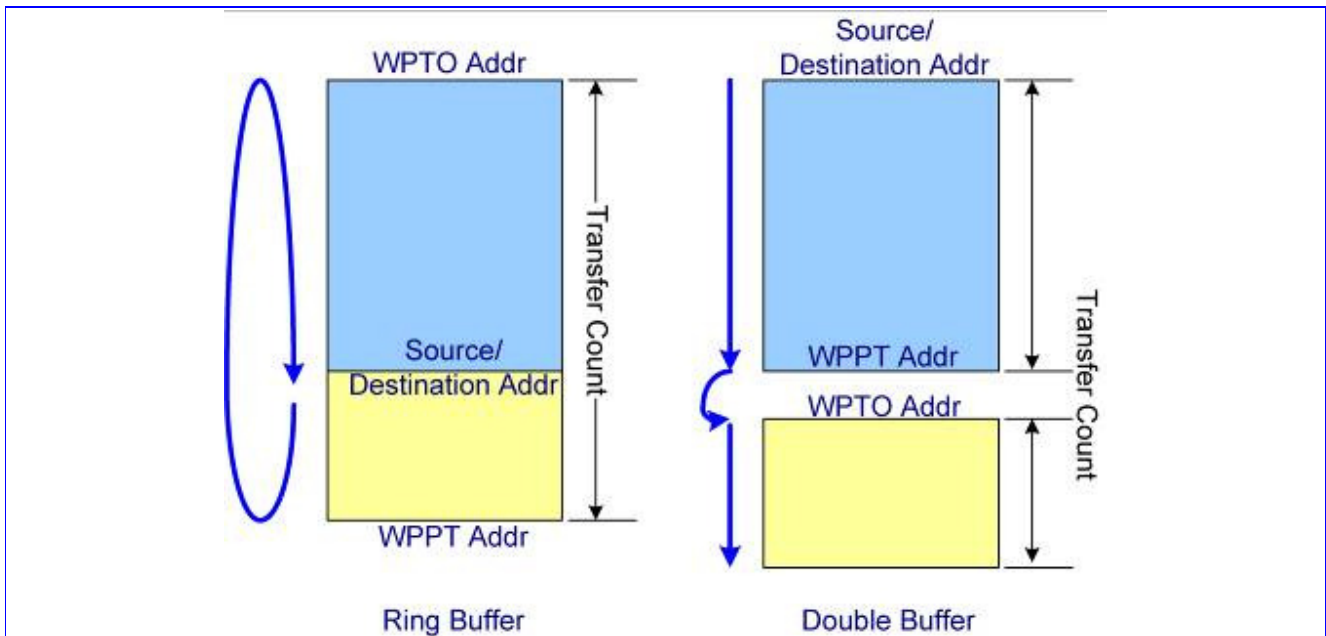 WPTO Addr
Transfer Count
Source/
Destination Addr
WPPT Addr
Ring Buffer
Source/
Destination Addr
WPPT Addr
WPTO Addr
Transfer Count
Double Buffer